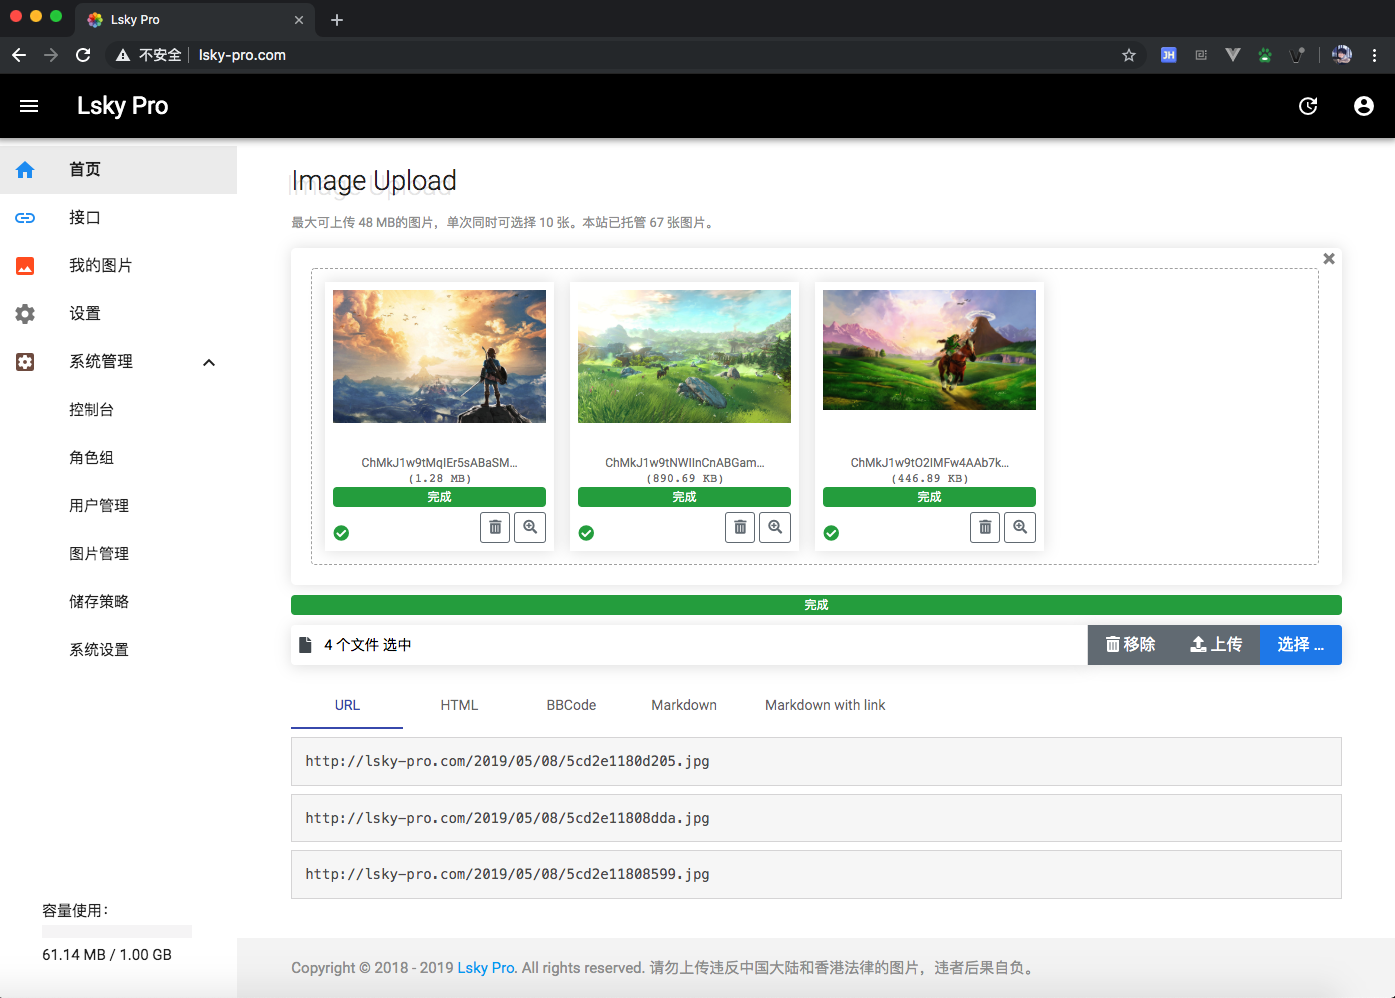 Lsky Pro
不安全 lsky-pro.com
JH
Lsky Pro
首页
接口
我的图片
设置
系统管理
控制台
角色组
用户管理
图片管理
储存策略
系统设置
容量使用：
61.14 MB / 1.00 GB
Image Upload
最大可上传 48 MB的图片，单次同时可选择 10 张。本站已托管 67 张图片。
ChMkJ1w9tMqIEr5sABaSM...
(1.28 MB)
完成
ChMkJ1w9tNWIInCnABGam...
(890.69 KB)
完成
ChMkJ1w9tO2IMFw4AAb7k...
(446.89 KB)
完成
完成
4 个文件 选中
移除 上传 选择 ...
URL HTML BBCode Markdown Markdown with link
http://lsky-pro.com/2019/05/08/5cd2e1180d205.jpg
http://lsky-pro.com/2019/05/08/5cd2e11808dda.jpg
http://lsky-pro.com/2019/05/08/5cd2e11808599.jpg
Copyright © 2018 - 2019 Lsky Pro. All rights reserved. 请勿上传违反中国大陆和香港法律的图片，违者后果自负。